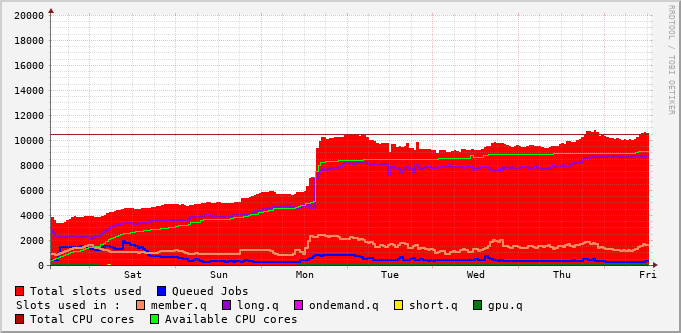 20000
18000
16000
14000
12000
10000
8000
6000
4000
2000
0
Sat Sun Mon Tue Wed Thu Fri
Total slots used Queued Jobs
Slots used in : member.q long.q ondemand.q short.q gpu.q
Total CPU cores Available CPU cores
RRDTOOL / TOBI OETIKER